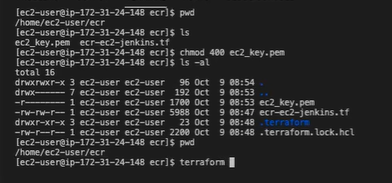 [ec2-user@ip-172-31-24-148 ecr]$ pwd
/home/ec2-user/ecr
[ec2-user@ip-172-31-24-148 ecr]$ ls
ec2_key.pem  ecr-ec2-jenkins.tf
[ec2-user@ip-172-31-24-148 ecr]$ chmod 400 ec2_key.pem
[ec2-user@ip-172-31-24-148 ecr]$ ls -al
total 16
drwxrwxr-x 3 ec2-user ec2-user   96 Oct  9 08:54 .
drwx------ 7 ec2-user ec2-user  192 Oct  9 08:53 ..
-r-------- 1 ec2-user ec2-user 1700 Oct  9 08:53 ec2_key.pem
-rw-rw-r-- 1 ec2-user ec2-user 5988 Oct  9 08:47 ecr-ec2-jenkins.tf
drwxr-xr-x 3 ec2-user ec2-user   23 Oct  9 08:48 .terraform
-rw-r--r-- 1 ec2-user ec2-user 2200 Oct  9 08:48 .terraform.lock.hcl
[ec2-user@ip-172-31-24-148 ecr]$ pwd
/home/ec2-user/ecr
[ec2-user@ip-172-31-24-148 ecr]$ terraform